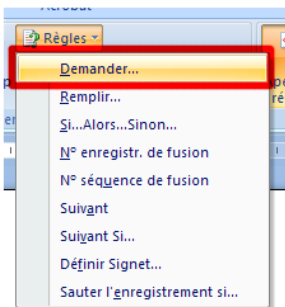 Acrobat
Règles
Demander...
Remplir...
Si...Alors...Sinon...
N° enregistr. de fusion
N° séquence de fusion
Suivant
Suivant Si...
Définir Signet...
Sauter l'enregistrement si...